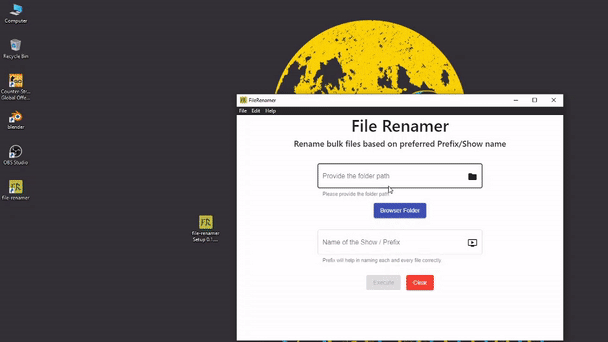 Computer
Recycle Bin
Counter-Str...
Global Offe...
blender
OBS Studio
file-renamer
file-renamer
Setup 0.1....
FileRenamer
File Edit Help
File Renamer
Rename bulk files based on preferred Prefix/Show name
Provide the folder path
Please provide the folder path
Browser Folder
Name of the Show / Prefix
Prefix will help in naming each and every file correctly.
Execute
Clear